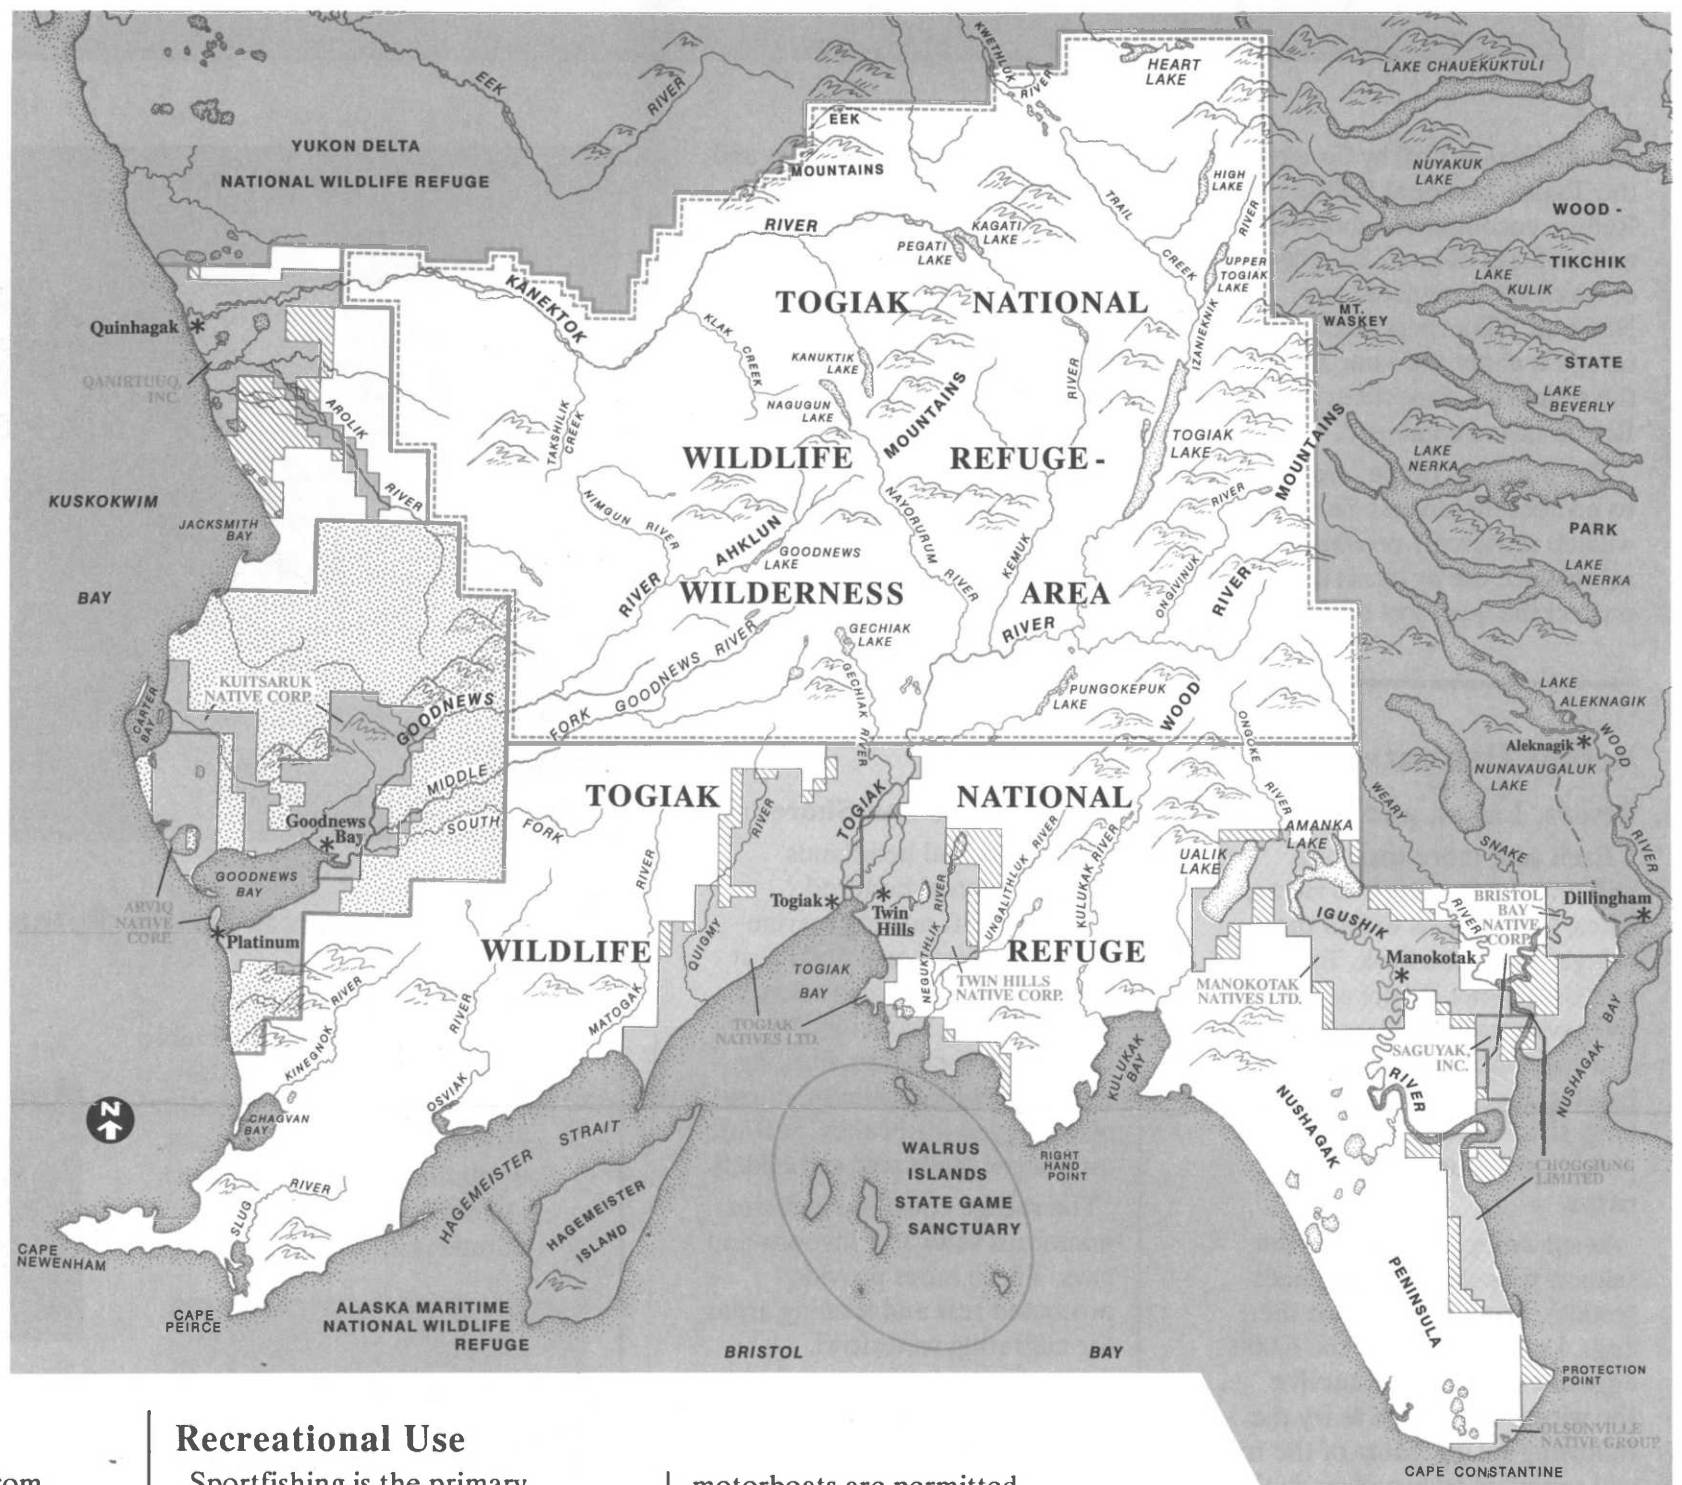 KWETHLUK
RIVER
HEART
LAKE
LAKE CHAUEKUKTULI
EEK
RIVER
EEK
MOUNTAINS
YUKON DELTA
NATIONAL WILDLIFE REFUGE
NUYAKUK
LAKE
HIGH
LAKE
TRAIL
CREEK
RIVER
WOOD -
TIKCHIK
STATE
PARK
RIVER
KAGATI
LAKE
PEGATI
LAKE
UPPER
TOGIAK
LAKE
LAKE
KULIK
KANEKTOK
TOGIAK NATIONAL
MT.
WASKEY
IZANIEKNIK
Quinhagak
KLAK
CREEK
KANUKTIK
LAKE
RIVER
QANIRTUUQ,
INC.
NAGUGUN
LAKE
MOUNTAINS
LAKE
BEVERLY
AROLIK
RIVER
TAKSHILIK
CREEK
TOGIAK
LAKE
MOUNTAINS
WILDLIFE REFUGE-
LAKE
NERKA
KUSKOKWIM
BAY
JACKSMITH
BAY
NIMGUN RIVER
AHKLUN
NAYORURUM RIVER
RIVER
GOODNEWS
LAKE
KEMUK
ONGIVINUK
RIVER
LAKE
NERKA
RIVER
WILDERNESS AREA
RIVER
GECHIAK
LAKE
GECHIAK RIVER
FORK GOODNEWS RIVER
KUITSARUK
NATIVE CORP.
CARTER
BAY
GOODNEWS
PUNGOKEPUK
LAKE
WOOD
ONGOKE
RIVER
LAKE
ALEKNAGIK
WOOD
RIVER
Aleknagik
NUNAVAUGALUK
LAKE
WEARY
SNAKE
RIVER
MIDDLE
SOUTH FORK
TOGIAK NATIONAL
RIVER
TOGIAK
Goodnews
Bay
AMANKA
LAKE
UALIK
LAKE
GOODNEWS
BAY
RIVER
UNGALITHLUK RIVER
KULUKAK RIVER
ARVIQ
NATIVE
CORP.
Togiak
Twin
Hills
BRISTOL
BAY
NATIVE
CORP.
Dillingham
IGUSHIK
Platinum
WILDLIFE REFUGE
QUIGMY
NEGUKTHLIK RIVER
Manokotak
TOGIAK
BAY
TWIN HILLS
NATIVE CORP.
MANOKOTAK
NATIVES LTD.
KINEGNOK RIVER
RIVER
OSVIAK
MATOGAK
TOGIAK
NATIVES LTD.
KULUKAK
BAY
SAGUYAK,
INC.
RIVER
NUSHAGAK BAY
N
CHAGVAN
BAY
HAGEMEISTER STRAIT
WALRUS
ISLANDS
STATE GAME
SANCTUARY
RIGHT
HAND
POINT
NUSHAGAK
PENINSULA
CHOGGIUNG
LIMITED
SLUG
RIVER
HAGEMEISTER
ISLAND
CAPE
NEWENHAM
CAPE
PEIRCE
ALASKA MARITIME
NATIONAL WILDLIFE
REFUGE
BRISTOL BAY
PROTECTION
POINT
OLSONVILLE
NATIVE GROUP
CAPE CONSTANTINE
Recreational Use
Sportfishing is the primary
motorboats are permitted